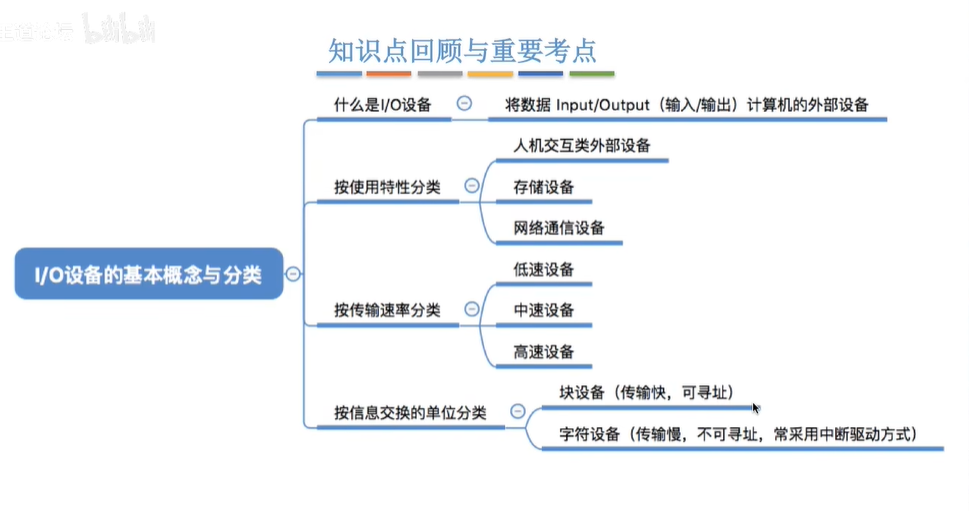 bilibili
知识点回顾与重要考点
什么是I/O设备
将数据 Input/Output（输入/输出）计算机的外部设备
按使用特性分类
人机交互类外部设备
存储设备
网络通信设备
I/O设备的基本概念与分类
按传输速率分类
低速设备
中速设备
高速设备
按信息交换的单位分类
块设备（传输快，可寻址）
字符设备（传输慢，不可寻址，常采用中断驱动方式）